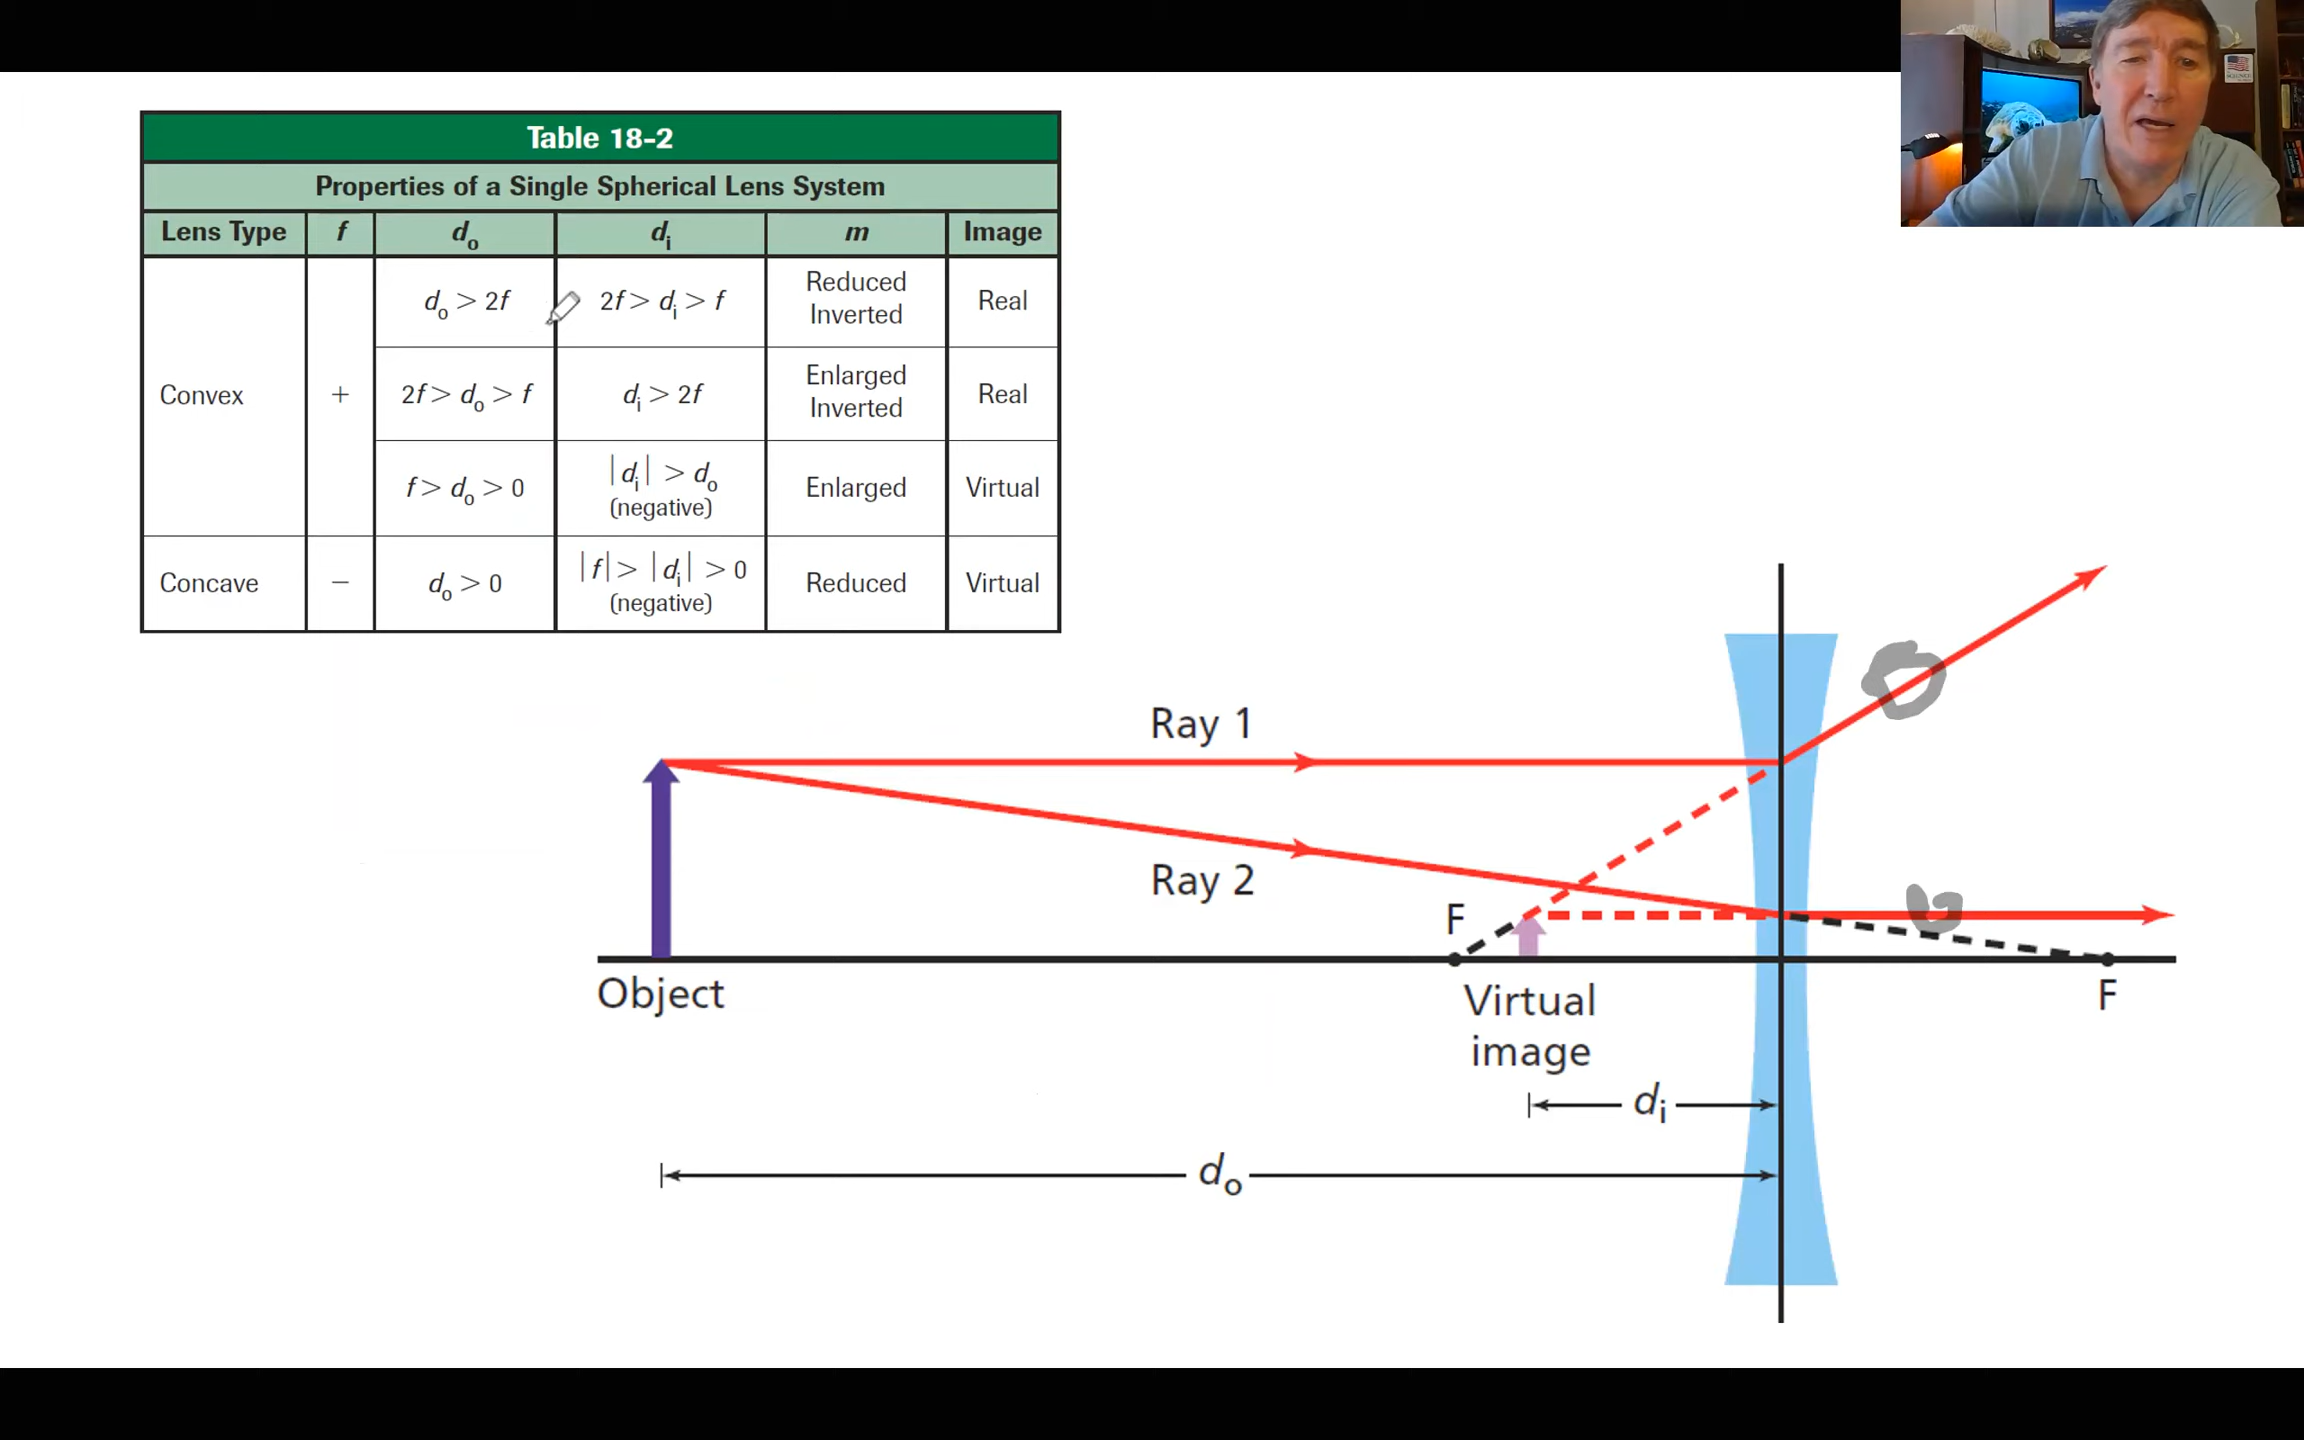 Table 18-2
Properties of a Single Spherical Lens System
Lens Type f dₒ dᵢ m Image
Convex + dₒ > 2f 2f > dᵢ > f Reduced Inverted Real
2f > dₒ > f dᵢ > 2f Enlarged Inverted Real
f > dₒ > 0 |dᵢ| > dₒ (negative) Enlarged Virtual
Concave − dₒ > 0 |f| > |dᵢ| > 0 (negative) Reduced Virtual
Ray 1
Ray 2
F
Object
Virtual
image
F
dᵢ
dₒ